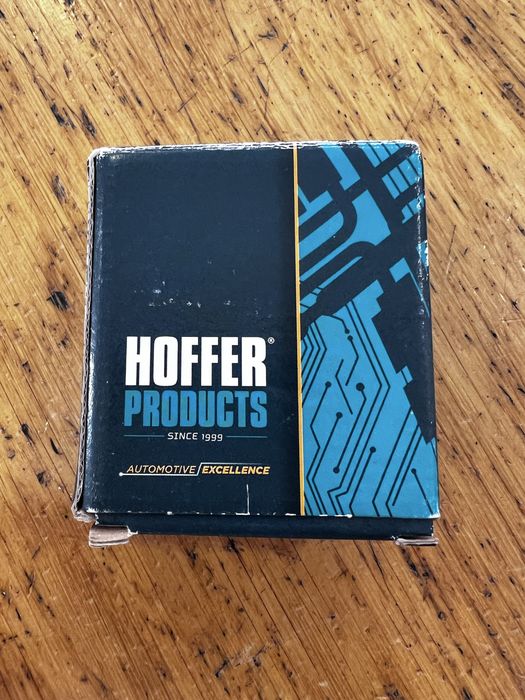 HOFFER®
PRODUCTS
SINCE 1999
AUTOMOTIVE/EXCELLENCE